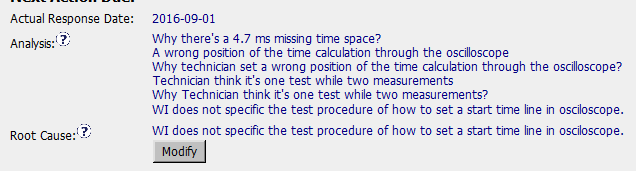 Actual Response Date: 2016-09-01
Analysis:? Why there's a 4.7 ms missing time space?
A wrong position of the time calculation through the oscilloscope
Why technician set a wrong position of the time calculation through the oscilloscope?
Technician think it's one test while two measurements
Why Technician think it's one test while two measurements?
WI does not specific the test procedure of how to set a start time line in osciloscope.
Root Cause:? WI does not specific the test procedure of how to set a start time line in osciloscope.
Modify